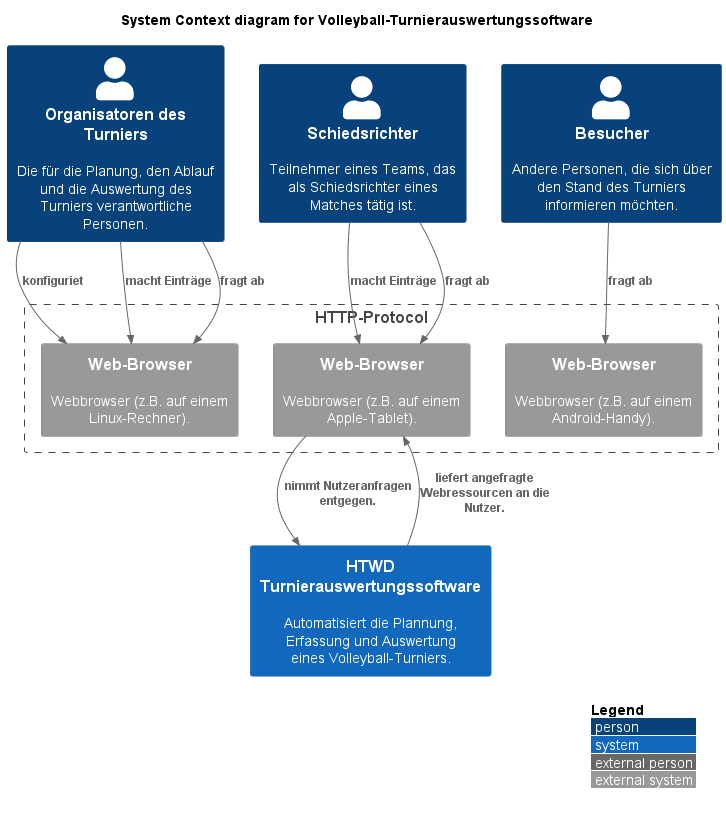 System Context diagram for Volleyball-Turnierauswertungssoftware
Organisatoren des
Turniers
Die für die Planung, den Ablauf
und die Auswertung des
Turniers verantwortliche
Personen.
Schiedsrichter
Teilnehmer eines Teams, das
als Schiedsrichter eines
Matches tätig ist.
Besucher
Andere Personen, die sich über
den Stand des Turniers
informieren möchten.
konfiguriet
macht Einträge
fragt ab
macht Einträge
fragt ab
fragt ab
HTTP-Protocol
Web-Browser
Webbrowser (z.B. auf einem
Linux-Rechner).
Web-Browser
Webbrowser (z.B. auf einem
Apple-Tablet).
Web-Browser
Webbrowser (z.B. auf einem
Android-Handy).
nimmt Nutzeranfragen
entgegen.
liefert angefragte
Webressourcen an die
Nutzer.
HTWD
Turnierauswertungssoftware
Automatisiert die Plannung,
Erfassung und Auswertung
eines Volleyball-Turniers.
Legend
person
system
external person
external system